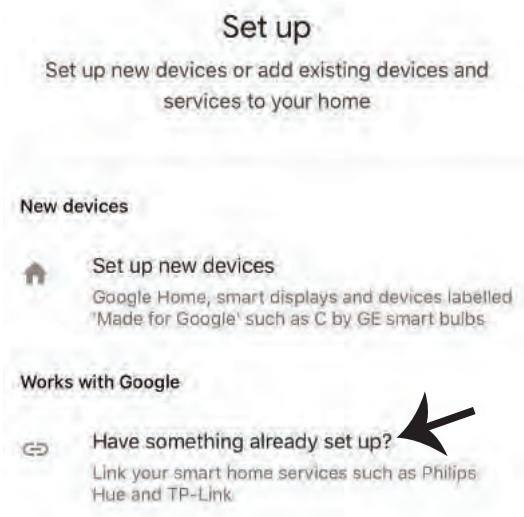 Set up
Set up new devices or add existing devices and
services to your home
New devices
Set up new devices
Google Home, smart displays and devices labelled
'Made for Google' such as C by GE smart bulbs
Works with Google
Have something already set up?
Link your smart home services such as Philips
Hue and TP-Link